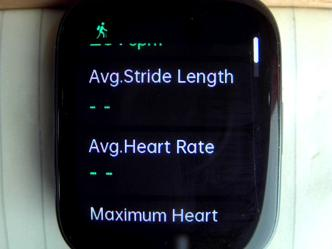 Avg.Stride Length
--
Avg.Heart Rate
--
Maximum Heart